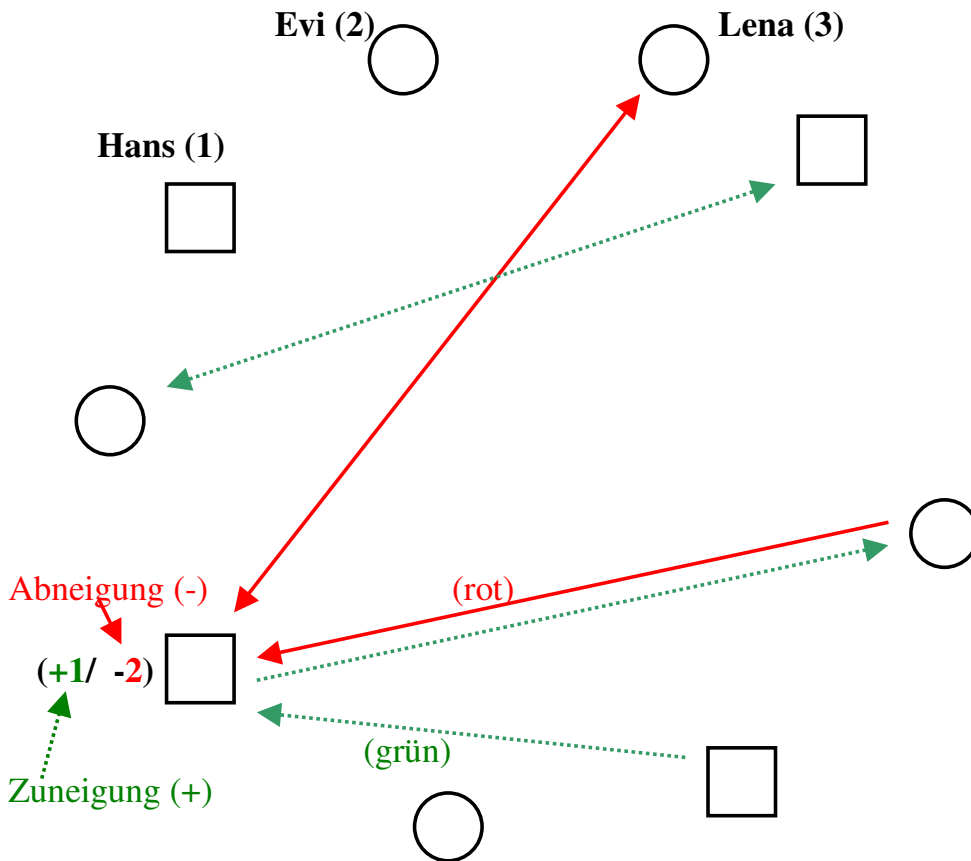 Evi (2)
Lena (3)
Hans (1)
Abneigung (-)
(rot)
(+1/ -2)
(grün)
Zuneigung (+)